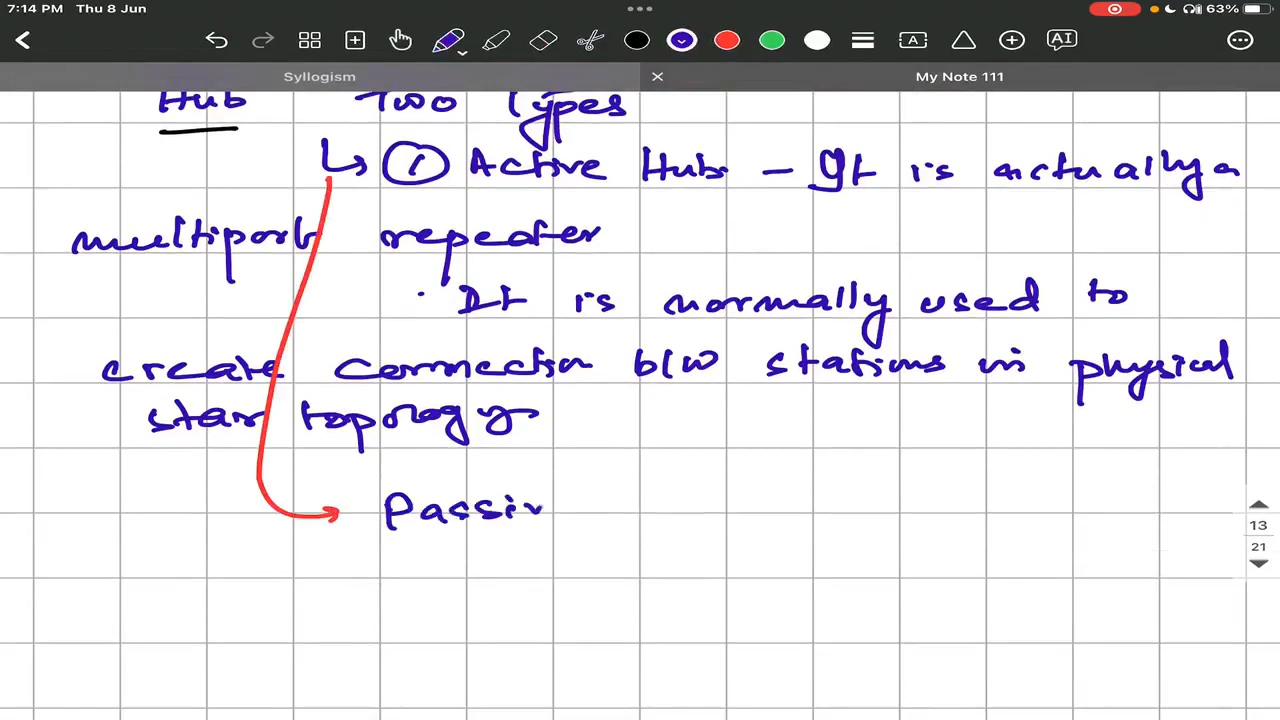 7:14 PM Thu 8 Jun
63%
A
AI
Syllogism
My Note 111
Hub Two Types
① Active Hub - It is actually a
multiport repeater
It is normally used to
create connection b/w stations in physical
star topology
Passiv
13
21